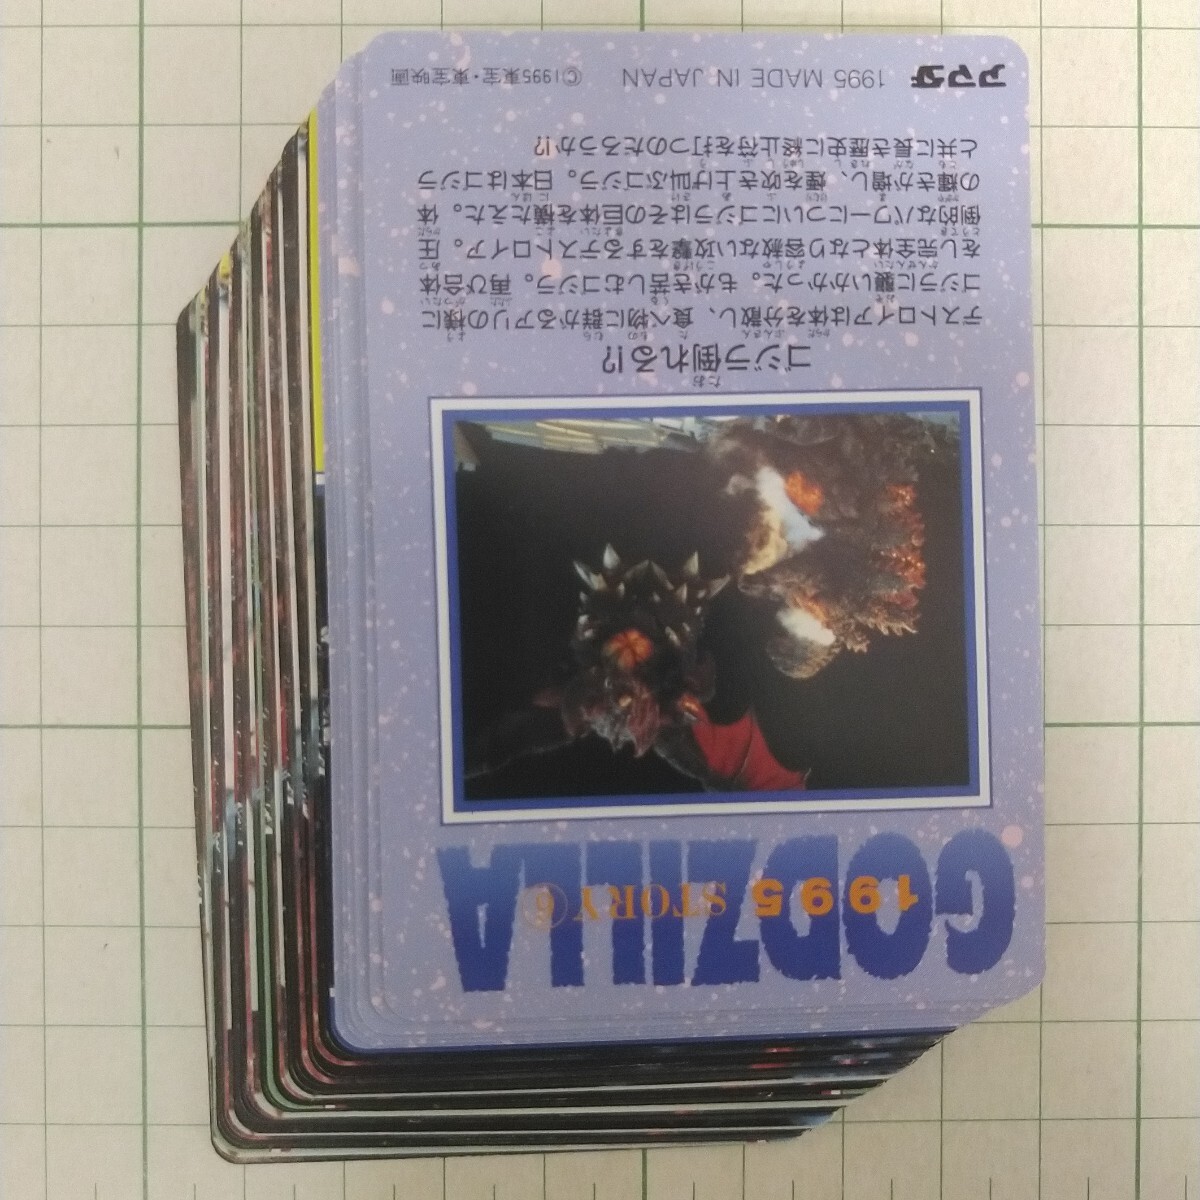 GODZILLA
1995 STORY⑥
ゴジラ倒れる!?
デストロイアは体を分散し、食べ物に群がるアリの様に
ゴジラに襲いかかった。もがき苦しむゴジラ。再び合体
をし完全体となり容赦ない攻撃をするデストロイア。圧
倒的なパワーについにゴジラはその巨体を横たえた。体
の輝きが増し、煙を吹き上げ叫ぶゴジラ。日本はゴジラ
と共に長き歴史に終止符を打つのだろうか!?
アマダ 1995 MADE IN JAPAN ©1995東宝・東宝映画